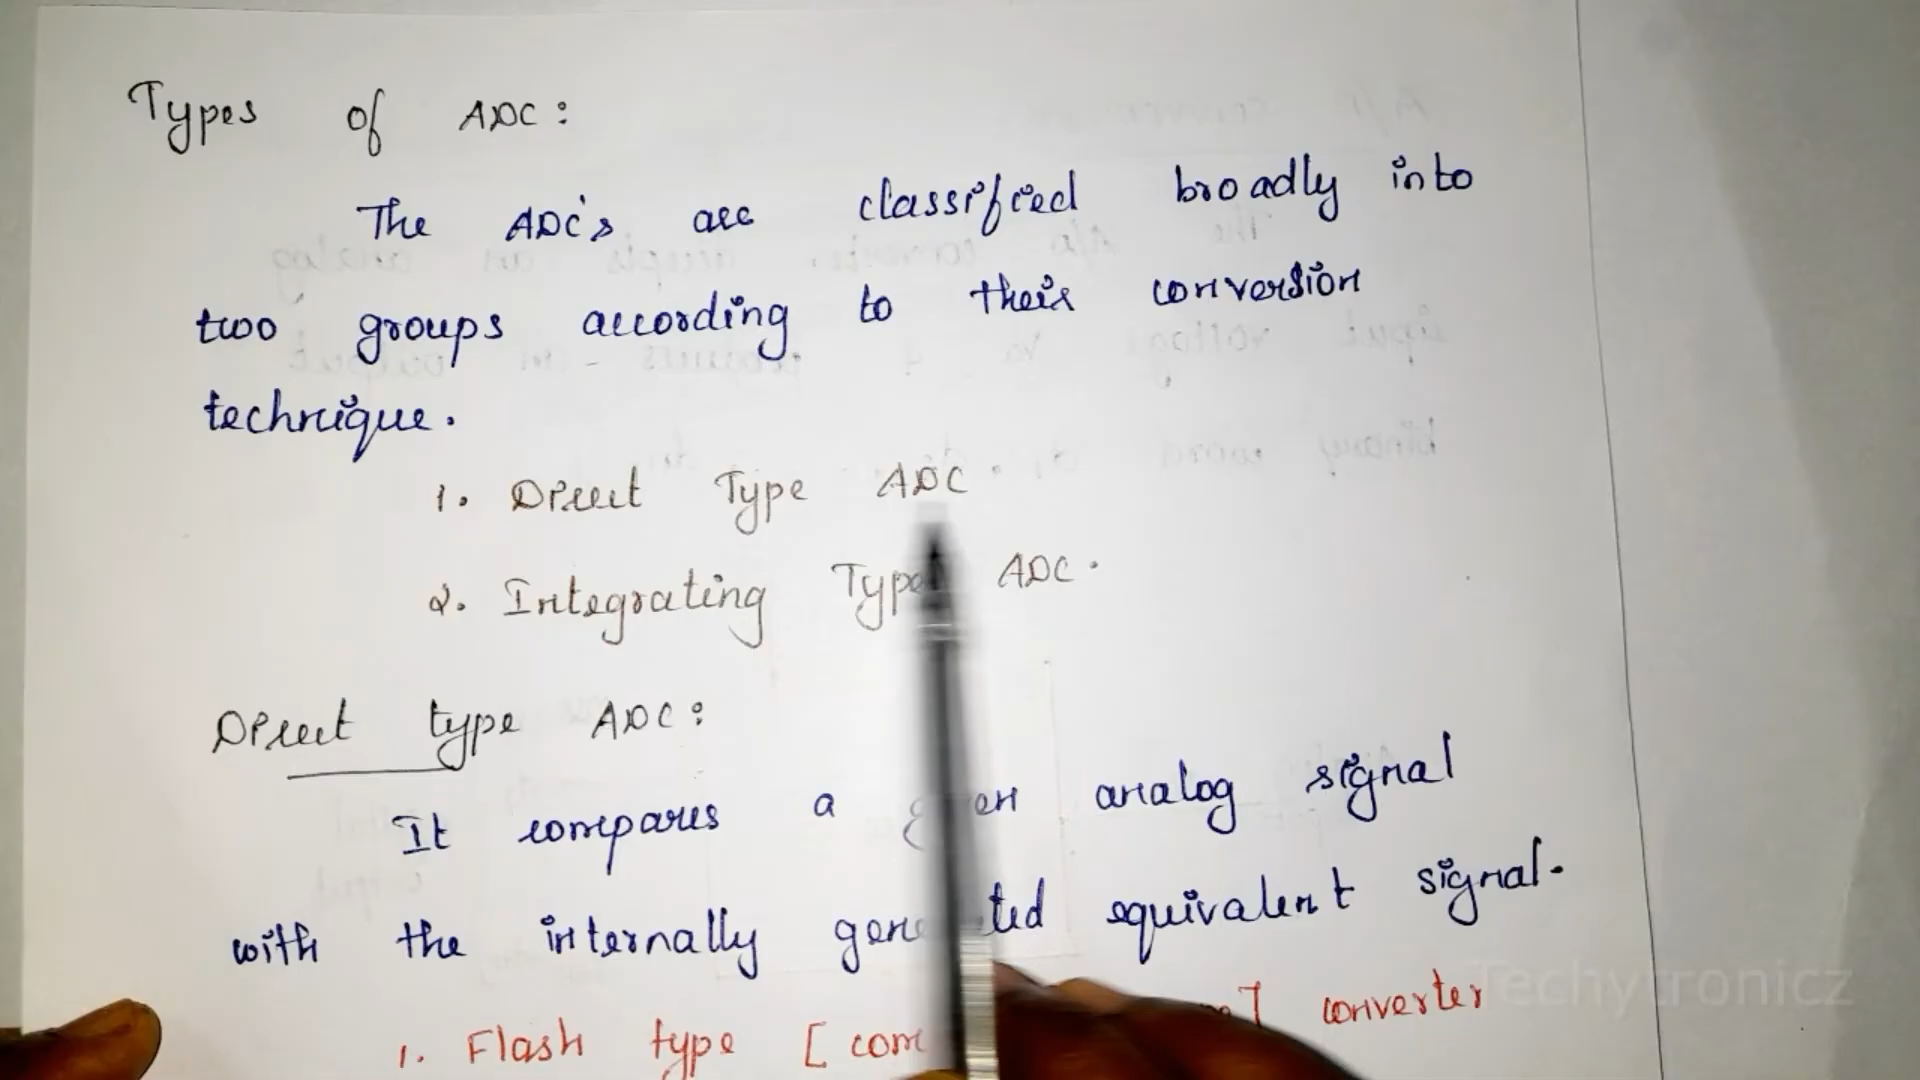 Types of ADC:
The ADC's are classified broadly into
two groups according to their conversion
technique.
1. Direct Type ADC.
2. Integrating Type ADC.
Direct type ADC:
It compares a analog signal
with the internally equivalent signal.
1. Flash type [ ] converter
Techytronicz